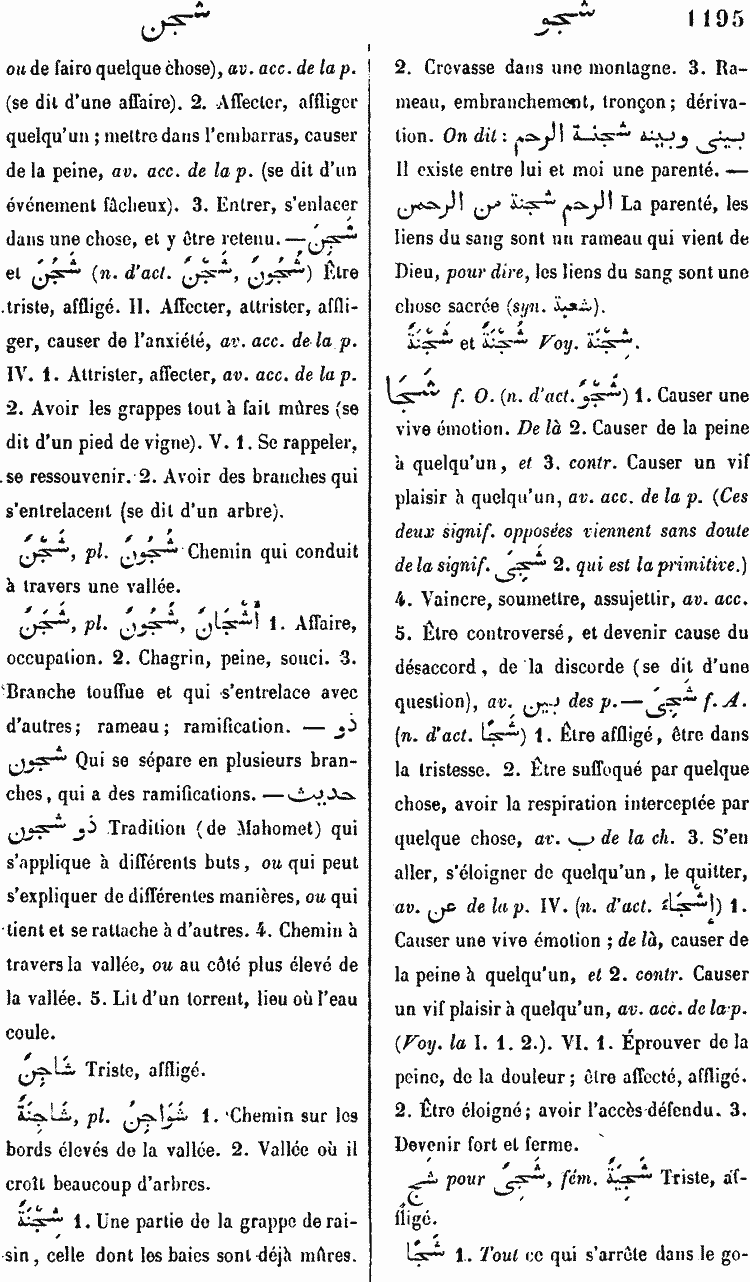 شجن
شجو 1195
ou de faire quelque chose), av. acc. de la p.
(se dit d'une affaire). 2. Affecter, affliger
quelqu'un ; mettre dans l'embarras, causer
de la peine, av. acc. de la p. (se dit d'un
événement fâcheux). 3. Entrer, s'enlacer
dans une chose, et y être retenu. — شَجِنَ
et شَجُنَ (n. d'act. شَجَنٌ, شُجُونٌ) Être
triste, affligé. II. Affecter, attrister, affli-
ger, causer de l'anxiété, av. acc. de la p.
IV. 1. Attrister, affecter, av. acc. de la p.
2. Avoir les grappes tout à fait mûres (se
dit d'un pied de vigne). V. 1. Se rappeler,
se ressouvenir. 2. Avoir des branches qui
s'entrelacent (se dit d'un arbre).
شَجْنٌ, pl. شُجُونٌ Chemin qui conduit
à travers une vallée.
شَجَنٌ, pl. شُجُونٌ, أَشْجَانٌ 1. Affaire,
occupation. 2. Chagrin, peine, souci. 3.
Branche touffue et qui s'entrelace avec
d'autres; rameau; ramification. — ذُو
شجون Qui se sépare en plusieurs bran-
ches, qui a des ramifications. — حديث
ذو شجون Tradition (de Mahomet) qui
s'applique à différents buts, ou qui peut
s'expliquer de différentes manières, ou qui
tient et se rattache à d'autres. 4. Chemin à
travers la vallée, ou au côté plus élevé de
la vallée. 5. Lit d'un torrent, lieu où l'eau
coule.
شَاجِنٌ Triste, affligé.
شَاجِنَةٌ, pl. شَوَاجِنُ 1. Chemin sur les
bords élevés de la vallée. 2. Vallée où il
croît beaucoup d'arbres.
شِجْنَةٌ 1. Une partie de la grappe de rai-
sin, celle dont les baies sont déjà mûres.
2. Crevasse dans une montagne. 3. Ra-
meau, embranchement, tronçon; dériva-
tion. On dit : بينى وبينه شجنة الرحم
Il existe entre lui et moi une parenté. —
الرحم شجنة من الرحمن La parenté, les
liens du sang sont un rameau qui vient de
Dieu, pour dire, les liens du sang sont une
chose sacrée (syn. شعبة).
شَجْنَةٌ et شُجْنَةٌ Voy. شِجْنَةٌ.
شَجَا f. O. (n. d'act. شَجْوٌ) 1. Causer une
vive émotion. De là 2. Causer de la peine
à quelqu'un, et 3. contr. Causer un vif
plaisir à quelqu'un, av. acc. de la p. (Ces
deux signif. opposées viennent sans doute
de la signif. شَجِىَ 2. qui est la primitive.)
4. Vaincre, soumettre, assujettir, av. acc.
5. Être controversé, et devenir cause du
désaccord, de la discorde (se dit d'une
question), av. بين des p. — شَجِىَ f. A.
(n. d'act. شَجًا) 1. Être affligé, être dans
la tristesse. 2. Être suffoqué par quelque
chose, avoir la respiration interceptée par
quelque chose, av. ب de la ch. 3. S'en
aller, s'éloigner de quelqu'un, le quitter,
av. عن de la p. IV. (n. d'act. إِشْجَاء) 1.
Causer une vive émotion ; de là, causer de
la peine à quelqu'un, et 2. contr. Causer
un vif plaisir à quelqu'un, av. acc. de la p.
(Voy. la I. 1. 2.). VI. 1. Éprouver de la
peine, de la douleur; être affecté, affligé.
2. Être éloigné; avoir l'accès défendu. 3.
Devenir fort et ferme.
شَجٍ pour شَجِىٌ, fém. شَجِيَةٌ Triste, af-
fligé.
شَجًا 1. Tout ce qui s'arrête dans le go-